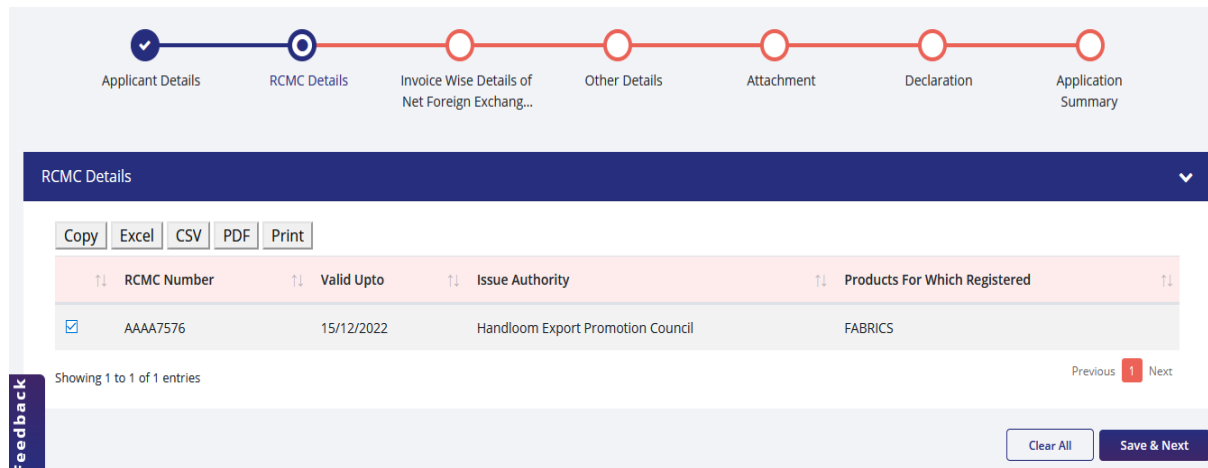 Applicant Details
RCMC Details
Invoice Wise Details of
Net Foreign Exchang...
Other Details
Attachment
Declaration
Application
Summary
RCMC Details
Copy Excel CSV PDF Print
RCMC Number Valid Upto Issue Authority Products For Which Registered
AAAA7576 15/12/2022 Handloom Export Promotion Council FABRICS
Showing 1 to 1 of 1 entries
Previous 1 Next
Feedback
Clear All Save & Next